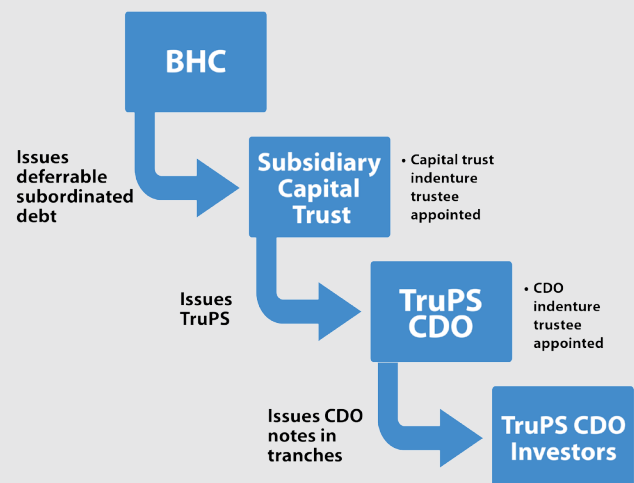 BHC
Issues
deferrable
subordinated
debt
Subsidiary
Capital
Trust
• Capital trust
indenture
trustee
appointed
Issues
TruPS
TruPS
CDO
• CDO
indenture
trustee
appointed
Issues CDO
notes in
tranches
TruPS CDO
Investors